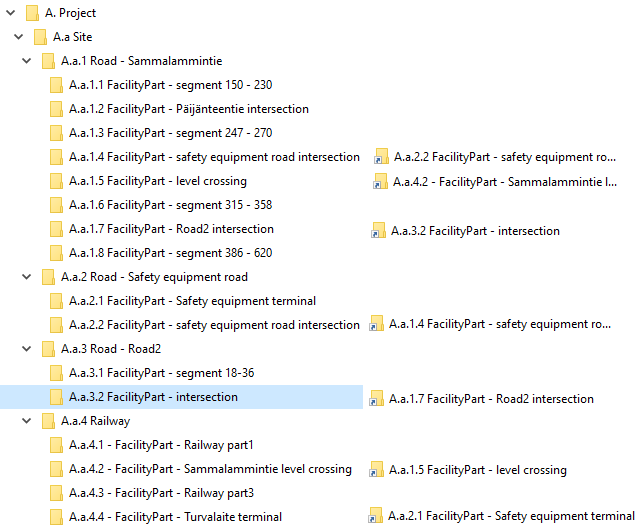 A. Project
A.a Site
A.a.1 Road - Sammalammintie
A.a.1.1 FacilityPart - segment 150 - 230
A.a.1.2 FacilityPart - Päijänteentie intersection
A.a.1.3 FacilityPart - segment 247 - 270
A.a.1.4 FacilityPart - safety equipment road intersection A.a.2.2 FacilityPart - safety equipment ro...
A.a.1.5 FacilityPart - level crossing A.a.4.2 - FacilityPart - Sammalammintie l...
A.a.1.6 FacilityPart - segment 315 - 358
A.a.1.7 FacilityPart - Road2 intersection A.a.3.2 FacilityPart - intersection
A.a.1.8 FacilityPart - segment 386 - 620
A.a.2 Road - Safety equipment road
A.a.2.1 FacilityPart - Safety equipment terminal
A.a.2.2 FacilityPart - safety equipment road intersection A.a.1.4 FacilityPart - safety equipment ro...
A.a.3 Road - Road2
A.a.3.1 FacilityPart - segment 18-36
A.a.3.2 FacilityPart - intersection A.a.1.7 FacilityPart - Road2 intersection
A.a.4 Railway
A.a.4.1 - FacilityPart - Railway part1
A.a.4.2 - FacilityPart - Sammalammintie level crossing A.a.1.5 FacilityPart - level crossing
A.a.4.3 - FacilityPart - Railway part3
A.a.4.4 - FacilityPart - Turvalaite terminal A.a.2.1 FacilityPart - Safety equipment terminal